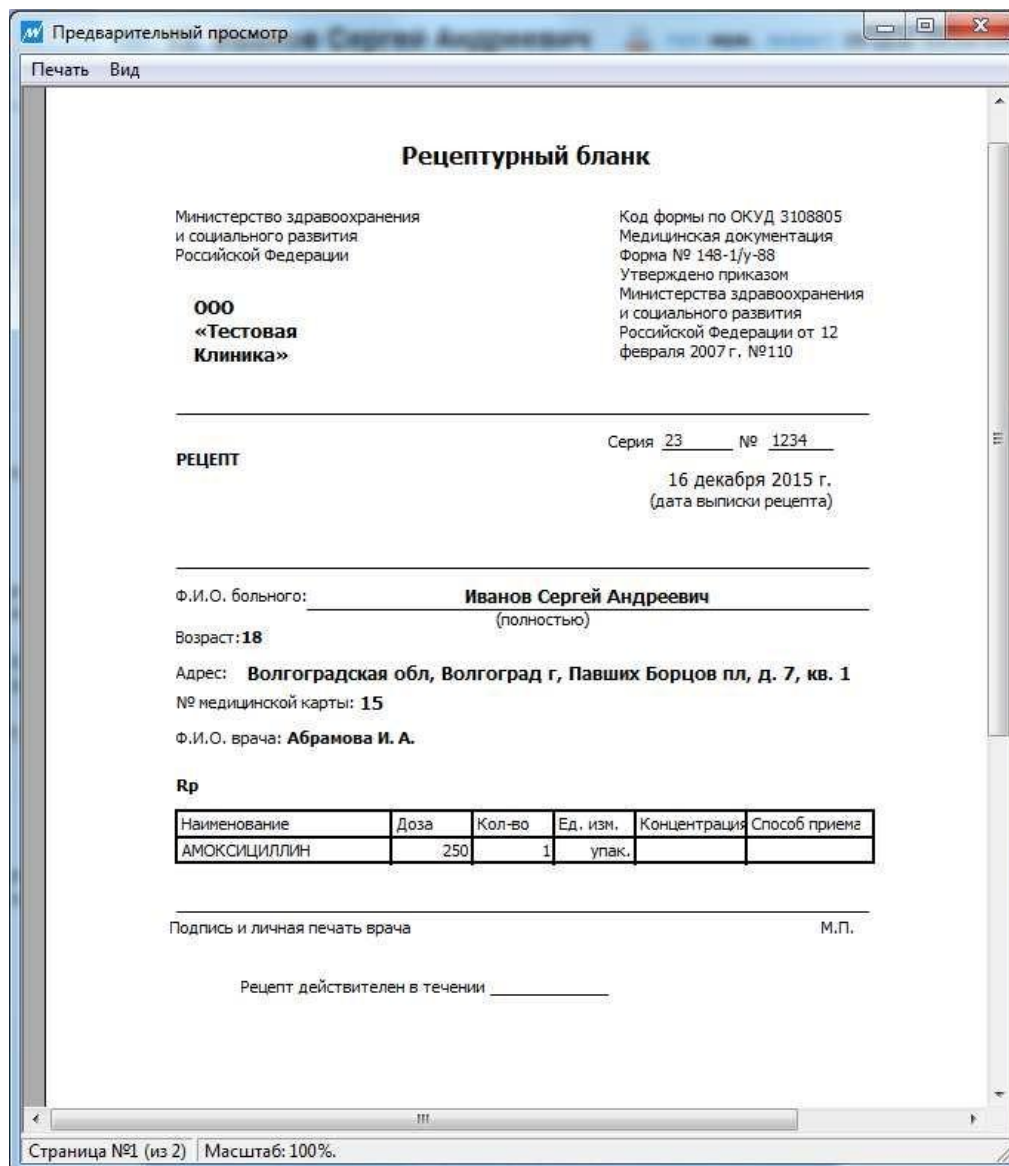 Предварительный просмотр
Печать Вид
Рецептурный бланк
Министерство здравоохранения
и социального развития
Российской Федерации
ООО
«Тестовая
Клиника»
Код формы по ОКУД 3108805
Медицинская документация
Форма № 148-1/у-88
Утверждено приказом
Министерства здравоохранения
и социального развития
Российской Федерации от 12
февраля 2007 г. №110
РЕЦЕПТ
Серия 23 № 1234
16 декабря 2015 г.
(дата выписки рецепта)
Ф.И.О. больного: Иванов Сергей Андреевич
(полностью)
Возраст:18
Адрес: Волгоградская обл, Волгоград г, Павших Борцов пл, д. 7, кв. 1
№ медицинской карты: 15
Ф.И.О. врача: Абрамова И. А.
Rp
Наименование Доза Кол-во Ед. изм. Концентрация Способ приема
АМОКСИЦИЛЛИН 250 1 упак.
Подпись и личная печать врача М.П.
Рецепт действителен в течении
Страница №1 (из 2) Масштаб: 100%.